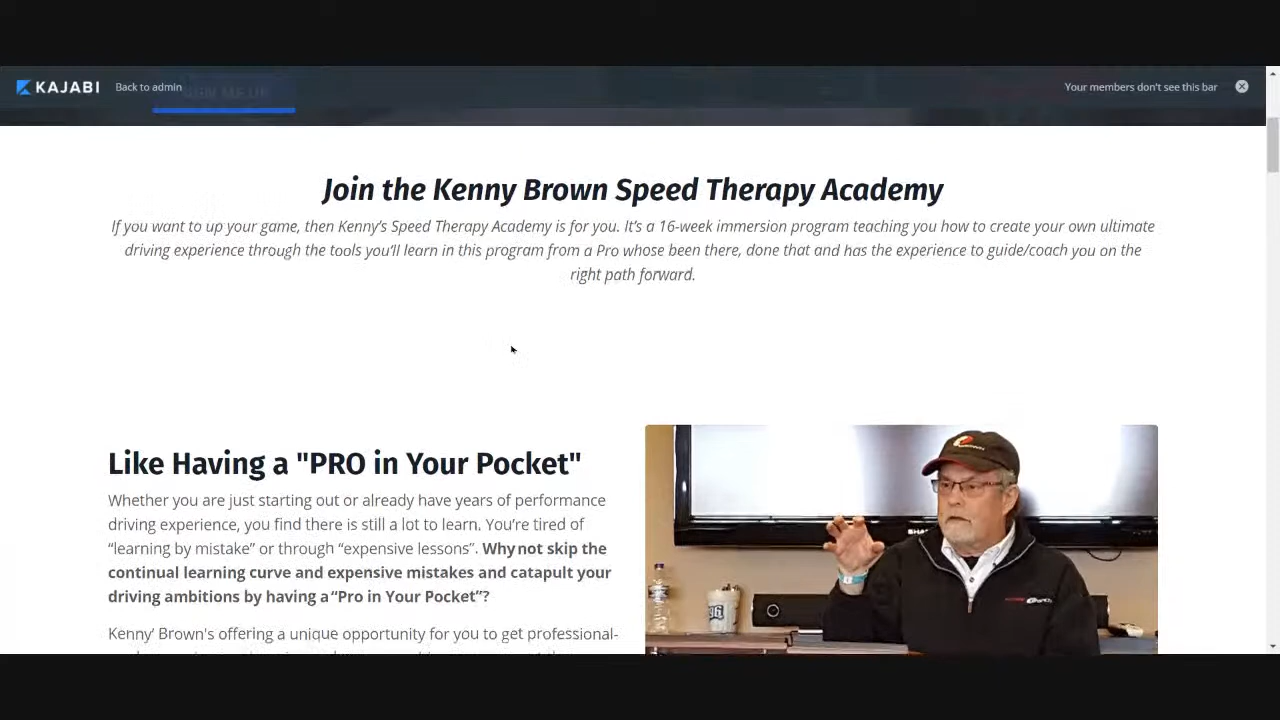 KAJABI
Back to admin
Your members don't see this bar
Join the Kenny Brown Speed Therapy Academy
If you want to up your game, then Kenny's Speed Therapy Academy is for you. It's a 16-week immersion program teaching you how to create your own ultimate
driving experience through the tools you'll learn in this program from a Pro whose been there, done that and has the experience to guide/coach you on the
right path forward.
Like Having a "PRO in Your Pocket"
Whether you are just starting out or already have years of performance
driving experience, you find there is still a lot to learn. You're tired of
“learning by mistake” or through “expensive lessons”. Why not skip the
continual learning curve and expensive mistakes and catapult your
driving ambitions by having a “Pro in Your Pocket”?
Kenny’ Brown's offering a unique opportunity for you to get professional-